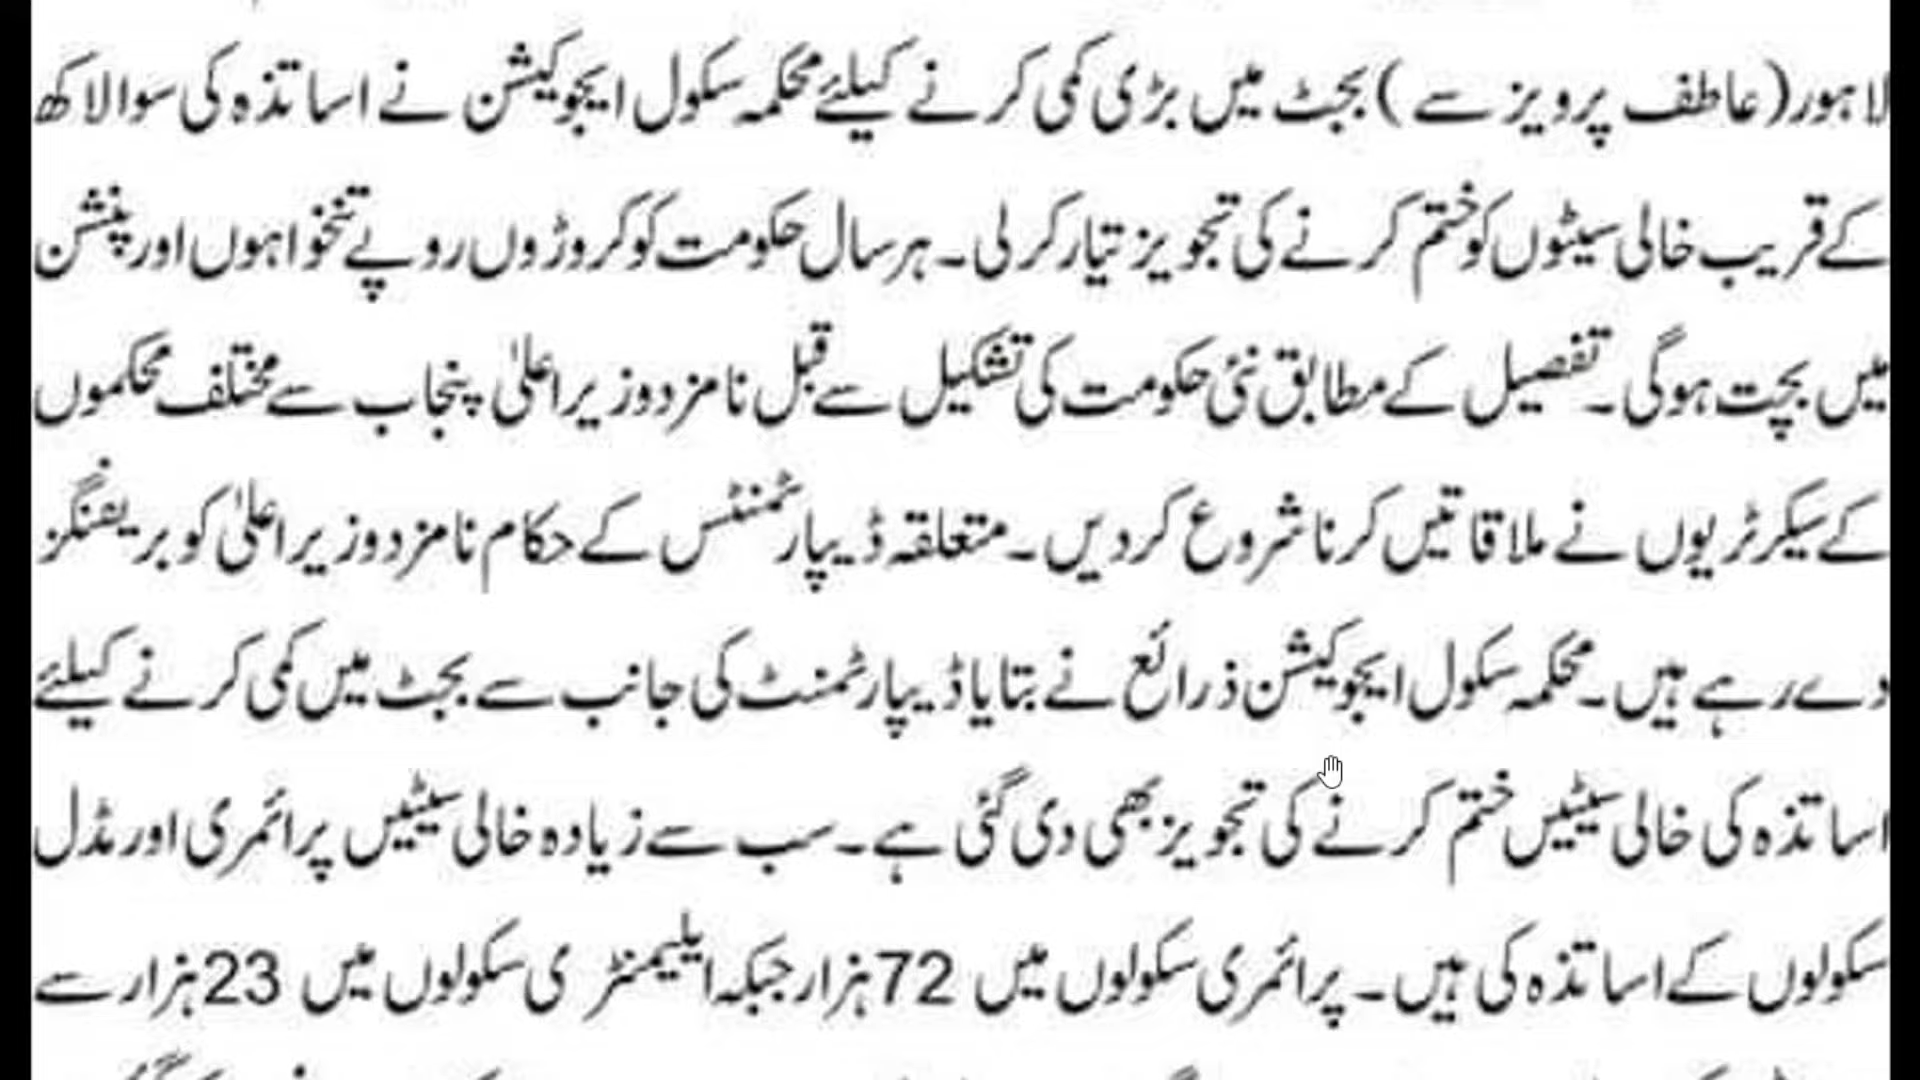 لاہور(عاطف پرویز سے) بجٹ میں بڑی کمی کرنے کیلئے محکمہ سکول ایجوکیشن نے اساتذہ کی سوا لاکھ
کے قریب خالی سیٹوں کو ختم کرنے کی تجویز تیار کر لی۔ ہر سال حکومت کو کروڑوں روپے تنخواہوں اور پنشن
میں بچت ہوگی۔ تفصیل کے مطابق نئی حکومت کی تشکیل سے قبل نامزد وزیراعلیٰ پنجاب سے مختلف محکموں
کے سیکرٹریوں نے ملاقاتیں کرنا شروع کردیں۔ متعلقہ ڈیپارٹمنٹس کے حکام نامزد وزیراعلیٰ کو بریفنگز
دے رہے ہیں۔ محکمہ سکول ایجوکیشن ذرائع نے بتایا ڈیپارٹمنٹ کی جانب سے بجٹ میں کمی کرنے کیلئے
اساتذہ کی خالی سیٹیں ختم کرنے کی تجویز بھی دی گئی ہے۔ سب سے زیادہ خالی سیٹیں پرائمری اور مڈل
سکولوں کے اساتذہ کی ہیں۔ پرائمری سکولوں میں 72 ہزار جبکہ ایلیمنٹری سکولوں میں 23 ہزار سے